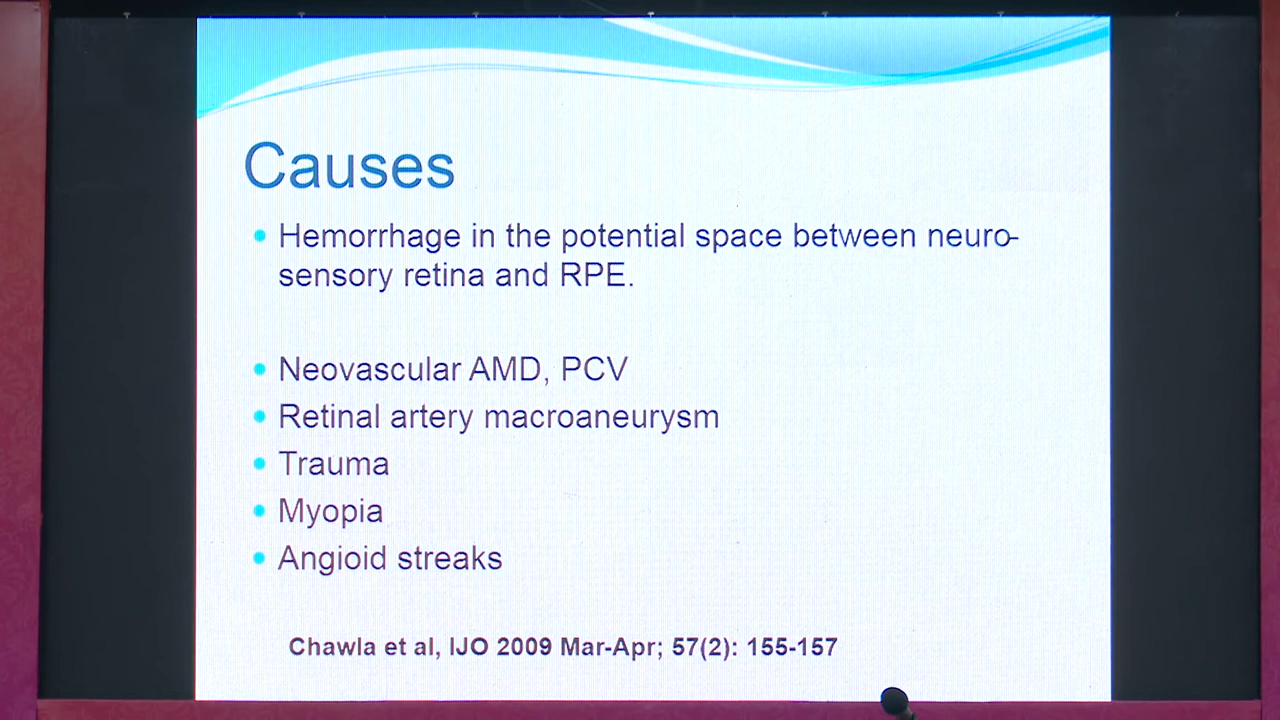 Causes
Hemorrhage in the potential space between neuro-
sensory retina and RPE.
Neovascular AMD, PCV
Retinal artery macroaneurysm
Trauma
Myopia
Angioid streaks
Chawla et al, IJO 2009 Mar-Apr; 57(2): 155-157